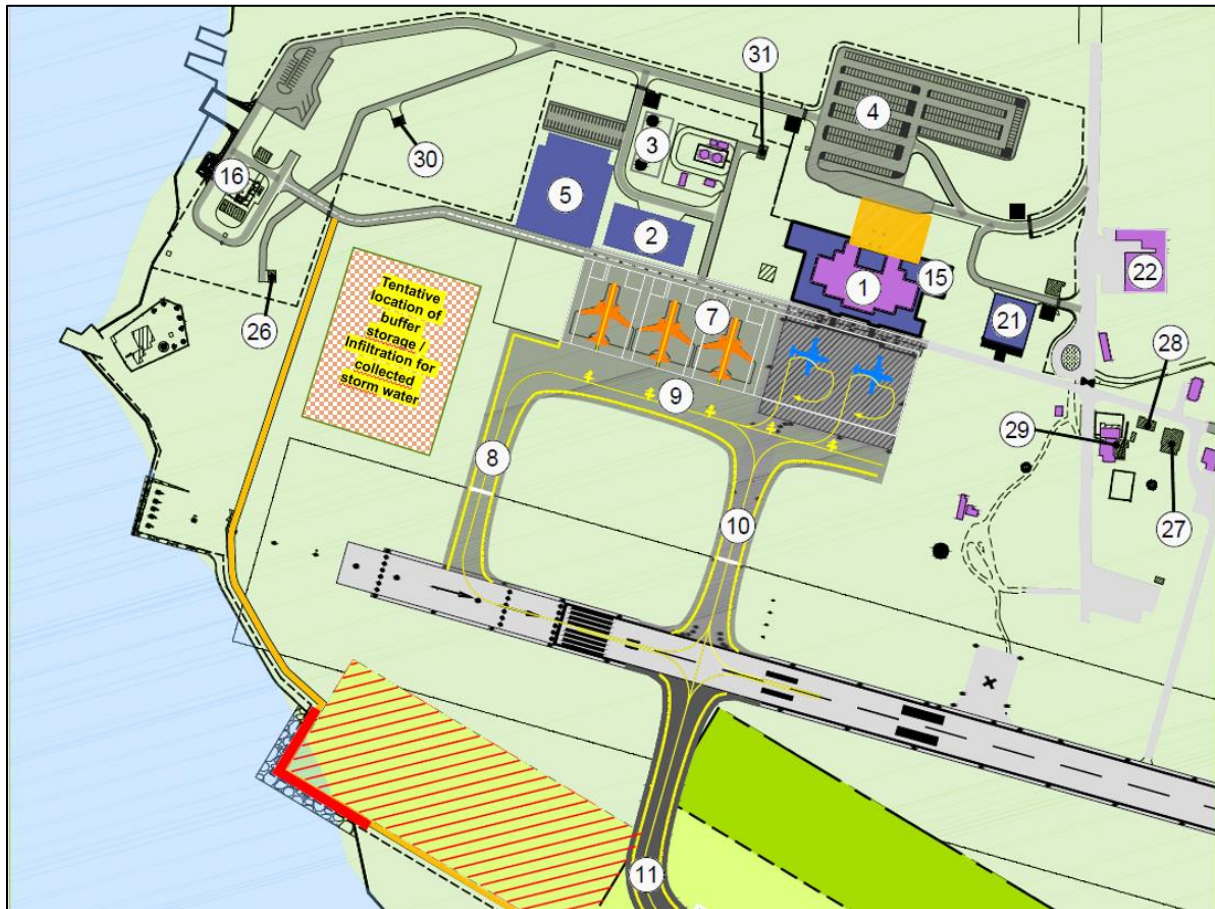 31
4
30
3
16
5
2
22
1
15
26
7
21
Tentative
location of
buffer
storage /
Infiltration for
collected
storm water
28
9
29
8
27
10
11